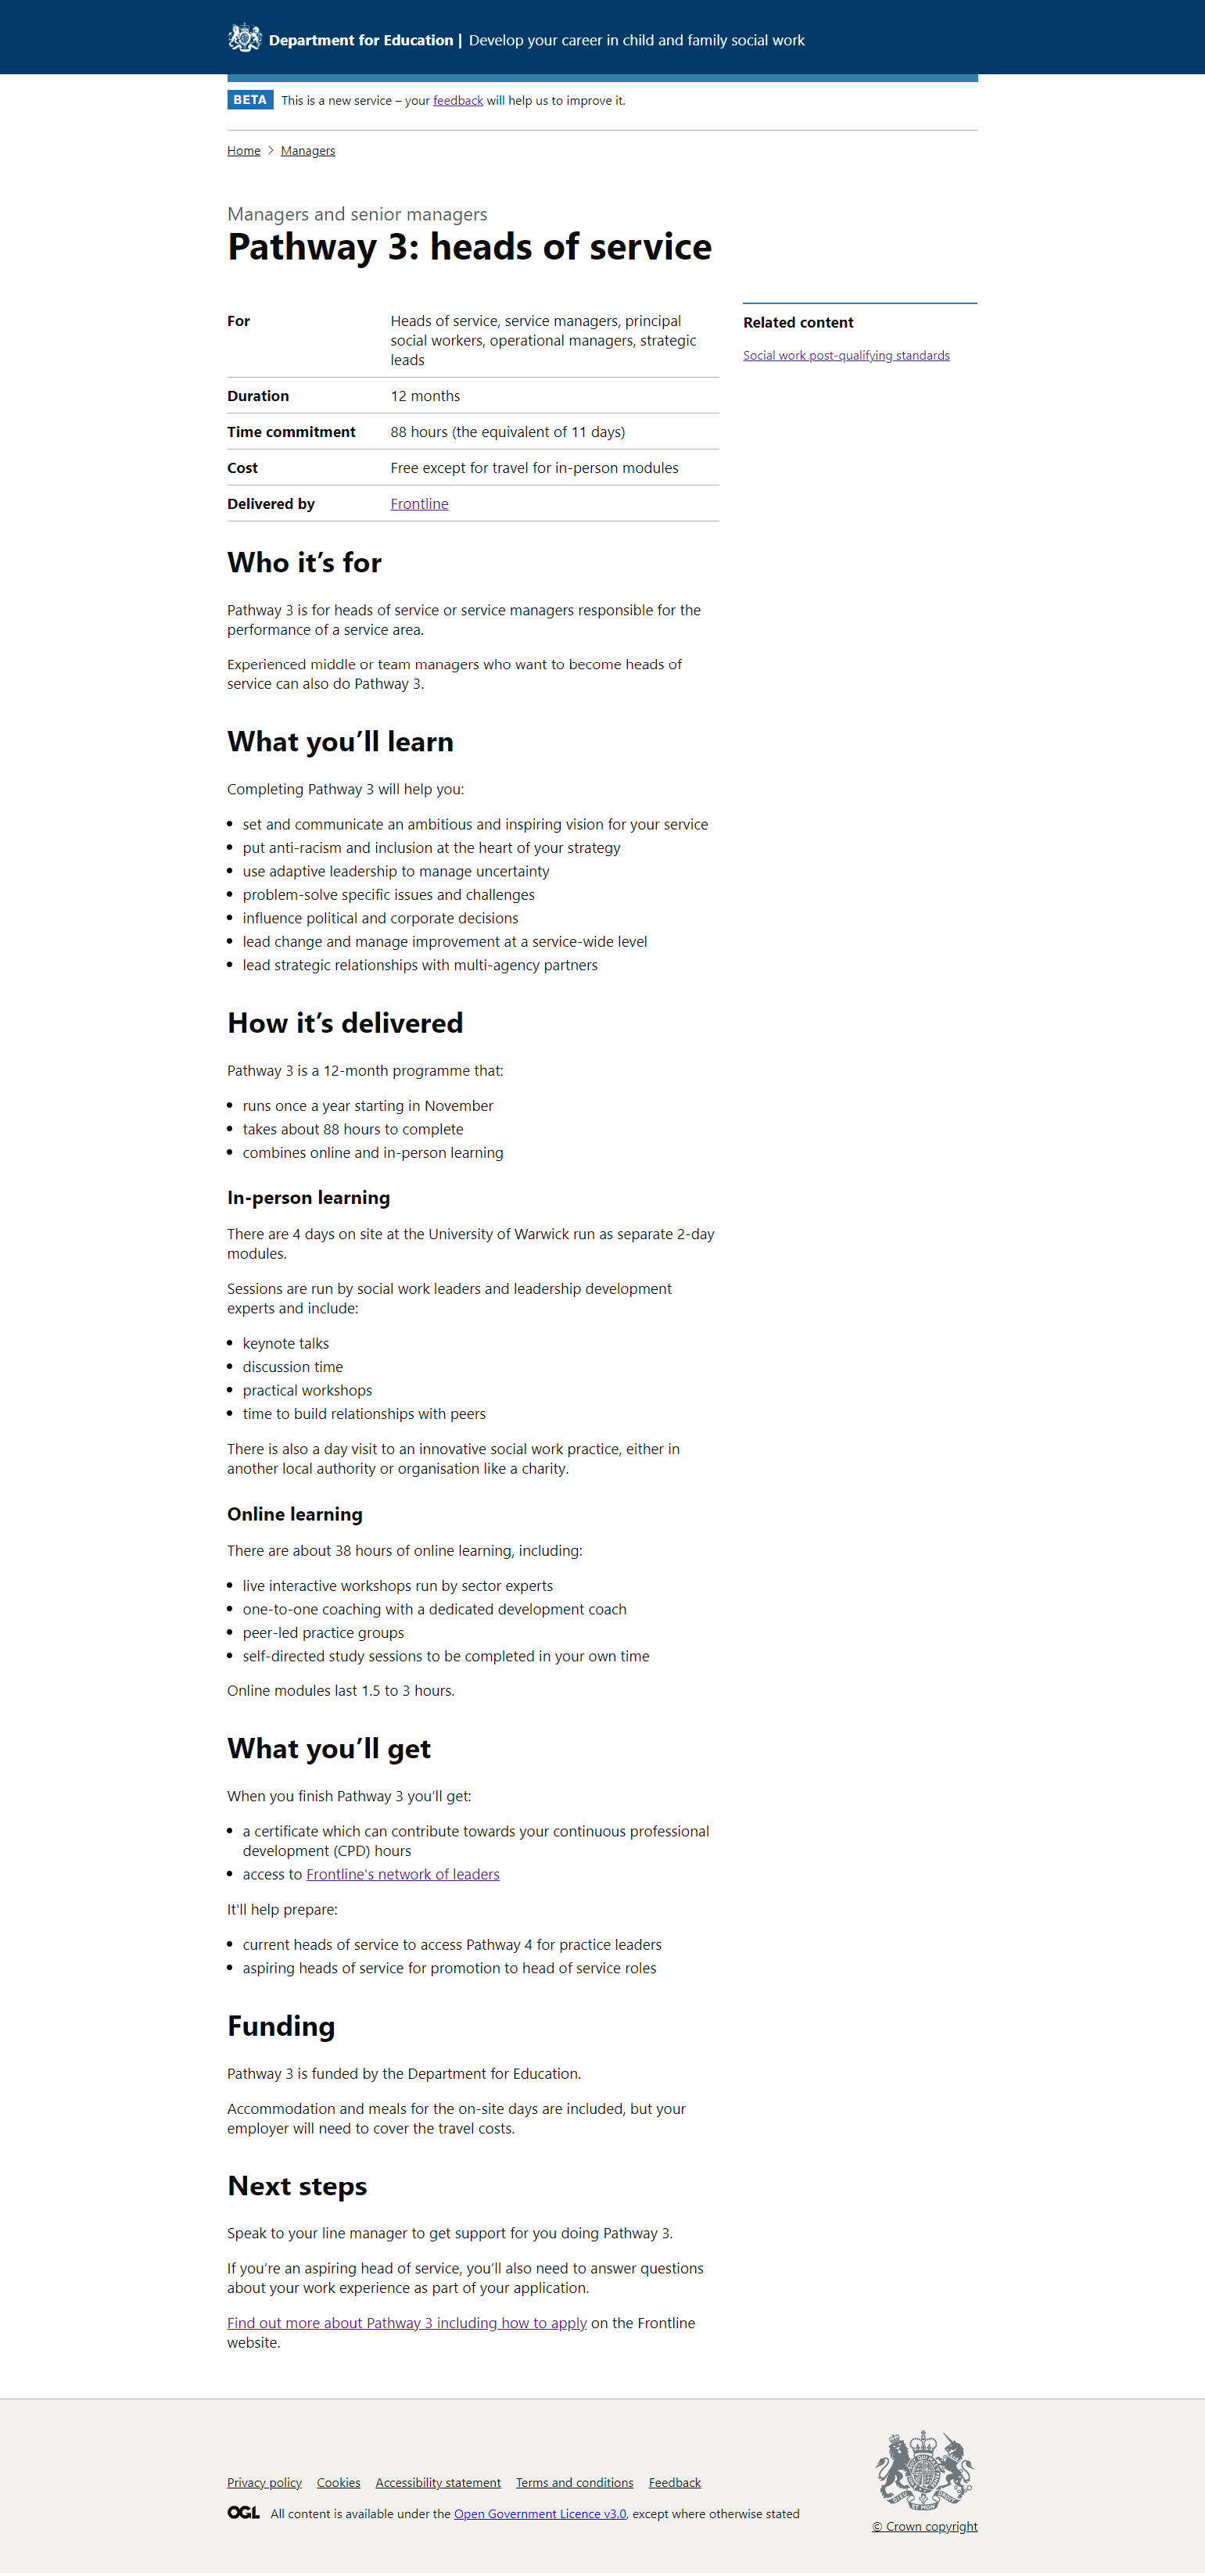 Department for Education | Develop your career in child and family social work
BETA This is a new service – your feedback will help us to improve it.
Home > Managers
Managers and senior managers
Pathway 3: heads of service
For Heads of service, service managers, principal
social workers, operational managers, strategic
leads
Duration 12 months
Time commitment 88 hours (the equivalent of 11 days)
Cost Free except for travel for in-person modules
Delivered by Frontline
Related content
Social work post-qualifying standards
Who it’s for
Pathway 3 is for heads of service or service managers responsible for the
performance of a service area.
Experienced middle or team managers who want to become heads of
service can also do Pathway 3.
What you’ll learn
Completing Pathway 3 will help you:
• set and communicate an ambitious and inspiring vision for your service
• put anti-racism and inclusion at the heart of your strategy
• use adaptive leadership to manage uncertainty
• problem-solve specific issues and challenges
• influence political and corporate decisions
• lead change and manage improvement at a service-wide level
• lead strategic relationships with multi-agency partners
How it’s delivered
Pathway 3 is a 12-month programme that:
• runs once a year starting in November
• takes about 88 hours to complete
• combines online and in-person learning
In-person learning
There are 4 days on site at the University of Warwick run as separate 2-day
modules.
Sessions are run by social work leaders and leadership development
experts and include:
• keynote talks
• discussion time
• practical workshops
• time to build relationships with peers
There is also a day visit to an innovative social work practice, either in
another local authority or organisation like a charity.
Online learning
There are about 38 hours of online learning, including:
• live interactive workshops run by sector experts
• one-to-one coaching with a dedicated development coach
• peer-led practice groups
• self-directed study sessions to be completed in your own time
Online modules last 1.5 to 3 hours.
What you’ll get
When you finish Pathway 3 you’ll get:
• a certificate which can contribute towards your continuous professional
development (CPD) hours
• access to Frontline's network of leaders
It'll help prepare:
• current heads of service to access Pathway 4 for practice leaders
• aspiring heads of service for promotion to head of service roles
Funding
Pathway 3 is funded by the Department for Education.
Accommodation and meals for the on-site days are included, but your
employer will need to cover the travel costs.
Next steps
Speak to your line manager to get support for you doing Pathway 3.
If you’re an aspiring head of service, you’ll also need to answer questions
about your work experience as part of your application.
Find out more about Pathway 3 including how to apply on the Frontline
website.
Privacy policy Cookies Accessibility statement Terms and conditions Feedback
OGL All content is available under the Open Government Licence v3.0, except where otherwise stated
© Crown copyright